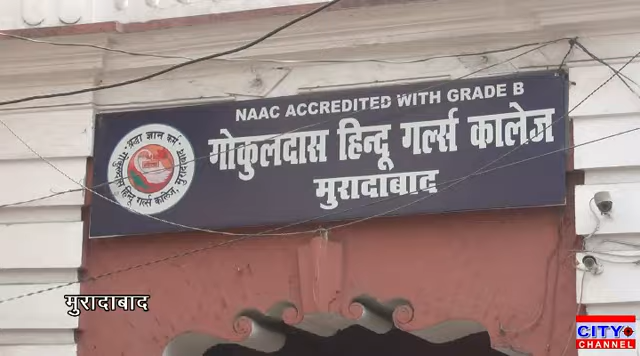 NAAC ACCREDITED WITH GRADE B
गोकुलदास हिन्दू गर्ल्स कालेज
मुरादाबाद
मुरादाबाद
CITY
CHANNEL